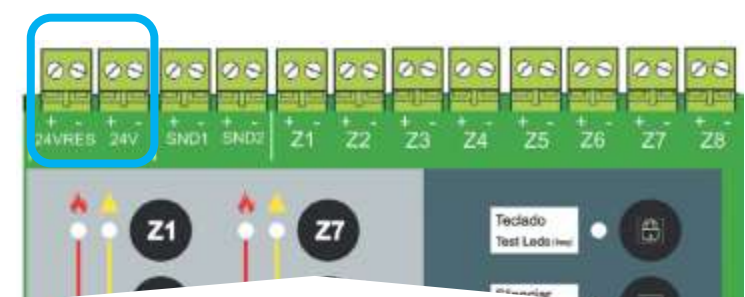 + - + - + - + - + - + - + - + - + - + - + - + -
24VRES 24V SND1 SND2 Z1 Z2 Z3 Z4 Z5 Z6 Z7 Z8
Z1 Z7
Teclado
Test Leds